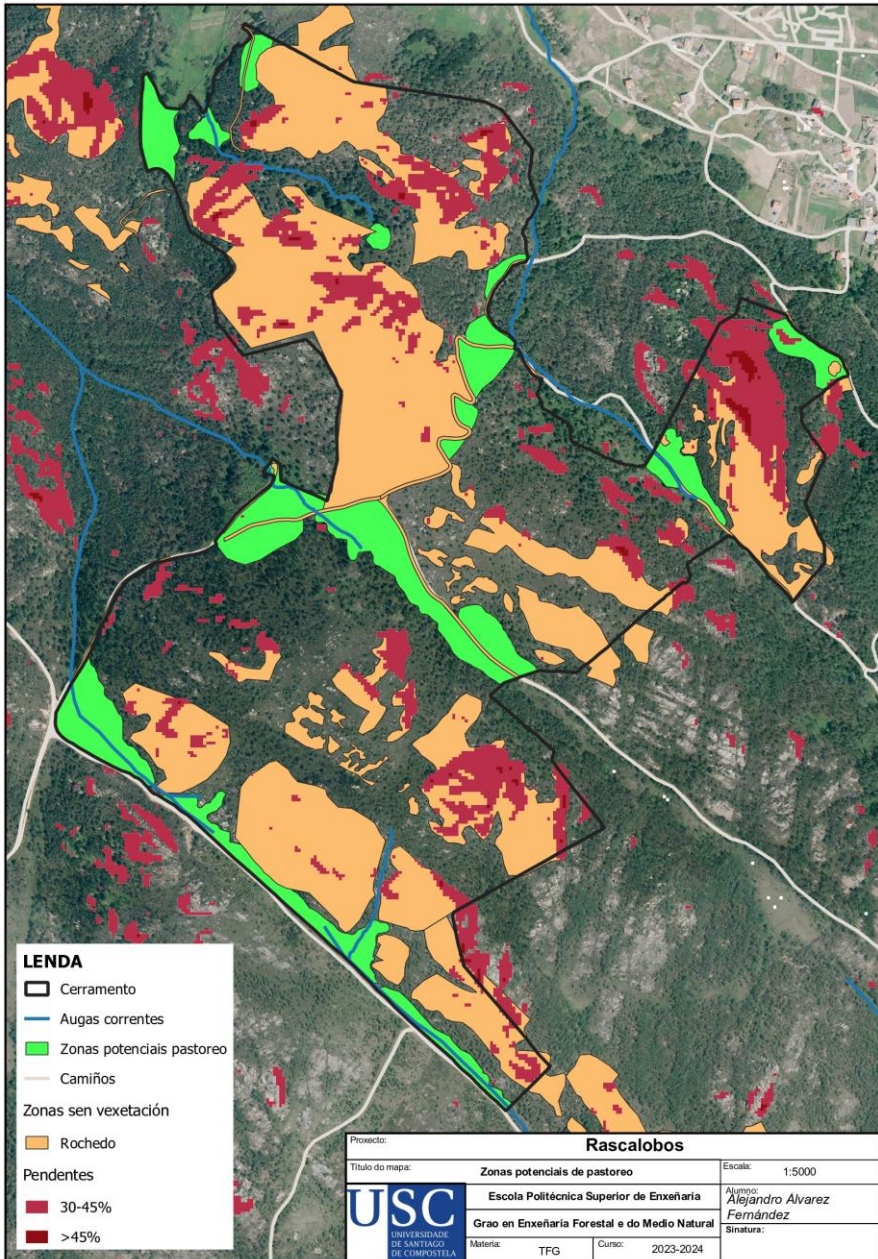 LENDA
Cerramento
Augas correntes
Zonas potenciais pastoreo
Camiños
Zonas sen vexetación
Rochedo
Pendentes
30-45%
>45%
Proxecto:
Rascalobos
Título do mapa:
Zonas potenciais de pastoreo
Escala:
1:5000
USC
UNIVERSIDADE
DE SANTIAGO
DE COMPOSTELA
Escola Politécnica Superior de Enxeñaría
Grao en Enxeñaría Forestal e do Medio Natural
Materia:
TFG
Curso:
2023-2024
Alumno:
Alejandro Alvarez
Fernández
Sinatura: